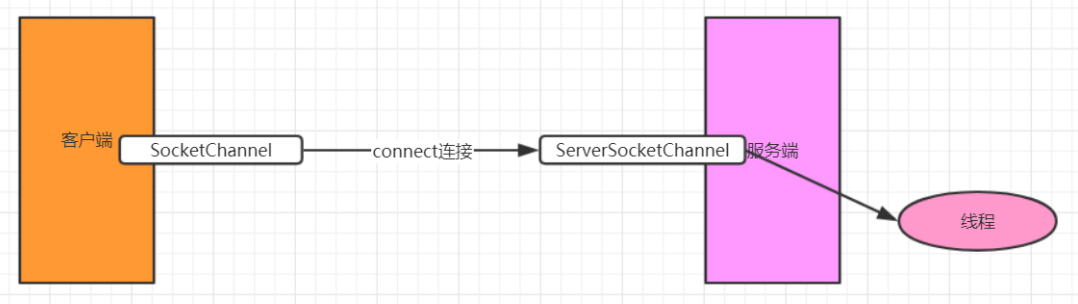 客户端
SocketChannel
connect连接
ServerSocketChannel
服务端
线程